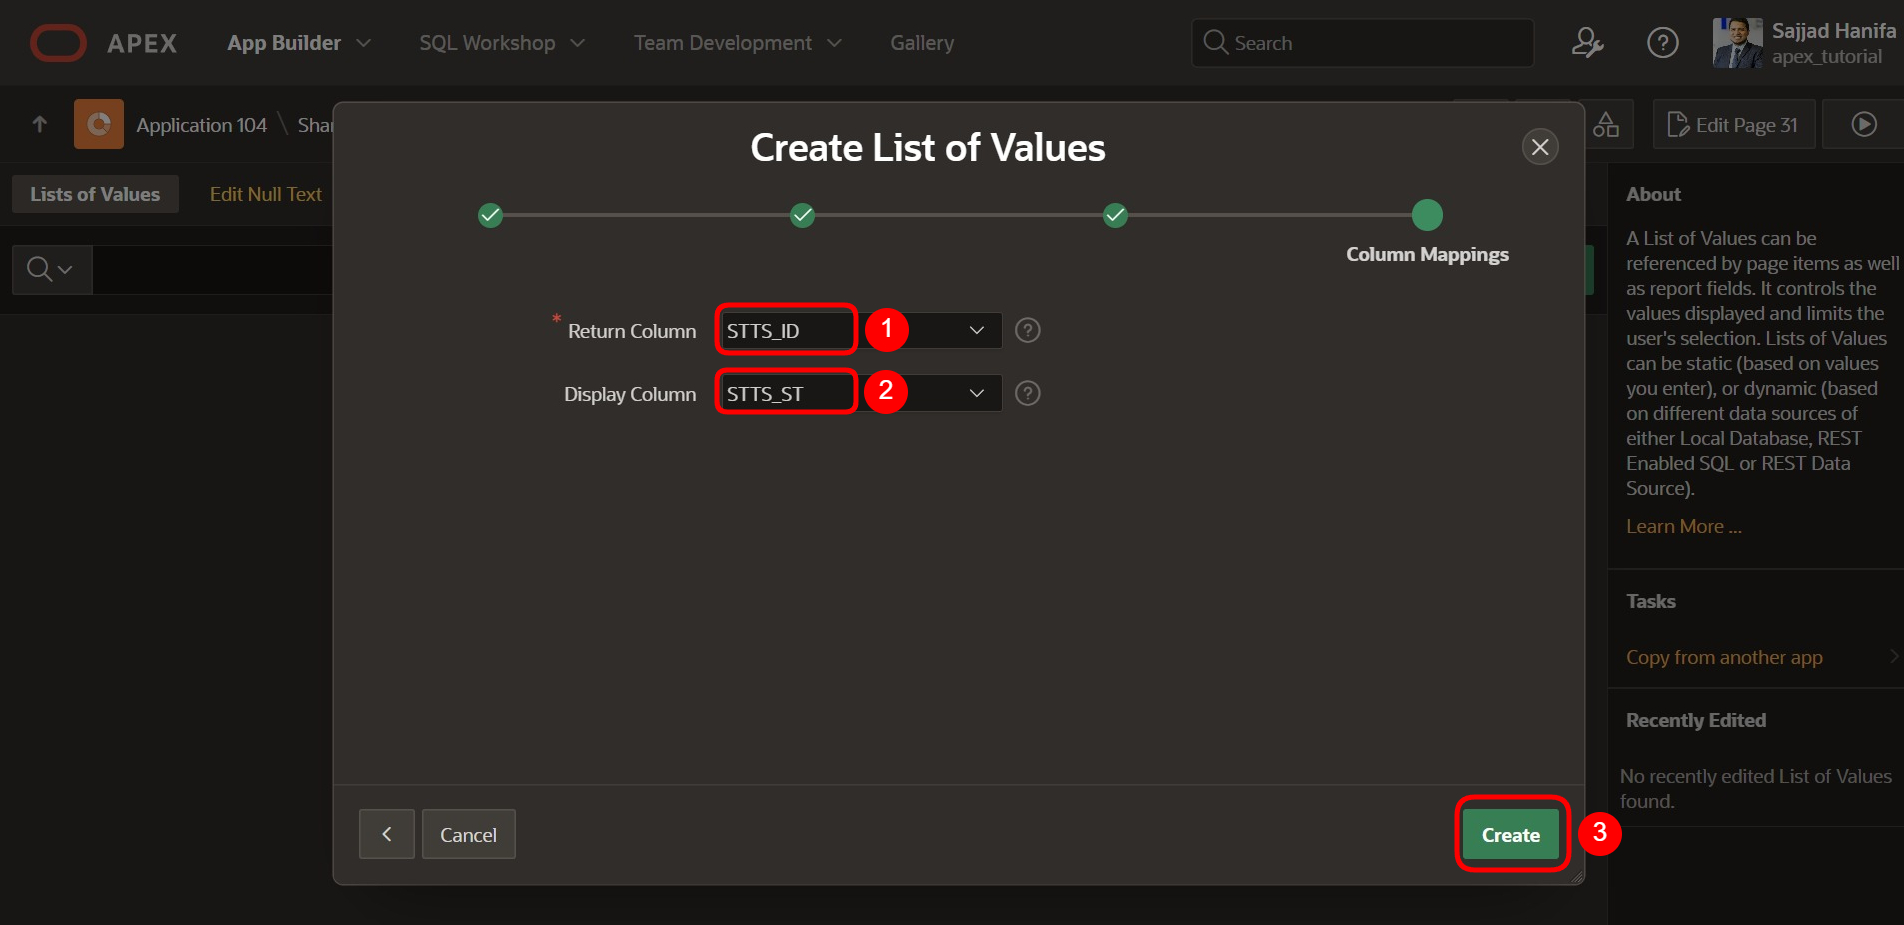 APEX
App Builder
SQL Workshop
Team Development
Gallery
Search
Sajjad Hanifa
apex_tutorial
Application 104 \ Shar
Edit Page 31
Lists of Values
Edit Null Text
Create List of Values
Column Mappings
* Return Column
STTS_ID
1
Display Column
STTS_ST
2
Cancel
Create
3
About
A List of Values can be
referenced by page items as well
as report fields. It controls the
values displayed and limits the
user's selection. Lists of Values
can be static (based on values
you enter), or dynamic (based
on different data sources of
either Local Database, REST
Enabled SQL or REST Data
Source).
Learn More ...
Tasks
Copy from another app
Recently Edited
No recently edited List of Values
found.